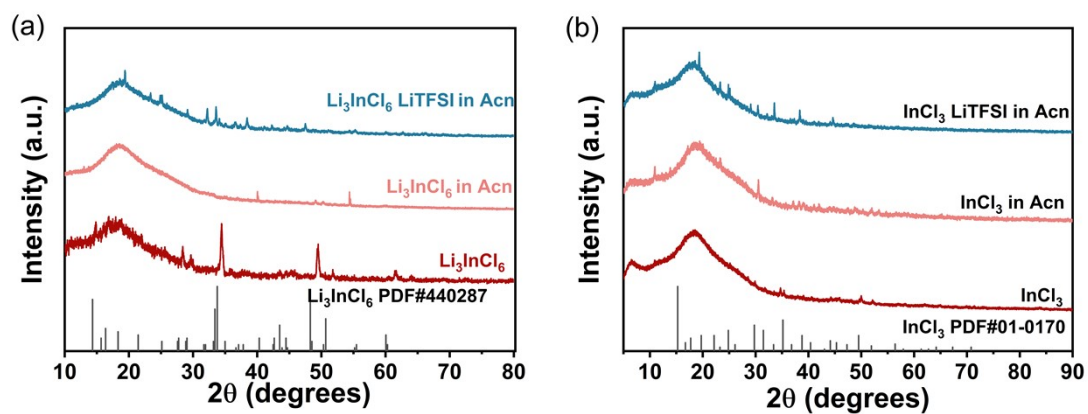 (a)
Intensity (a.u.)
Li₃InCl₆ LiTFSI in Acn
Li₃InCl₆ in Acn
Li₃InCl₆
Li₃InCl₆ PDF#440287
10 20 30 40 50 60 70 80
2θ (degrees)
(b)
Intensity (a.u.)
InCl₃ LiTFSI in Acn
InCl₃ in Acn
InCl₃
InCl₃ PDF#01-0170
10 20 30 40 50 60 70 80 90
2θ (degrees)